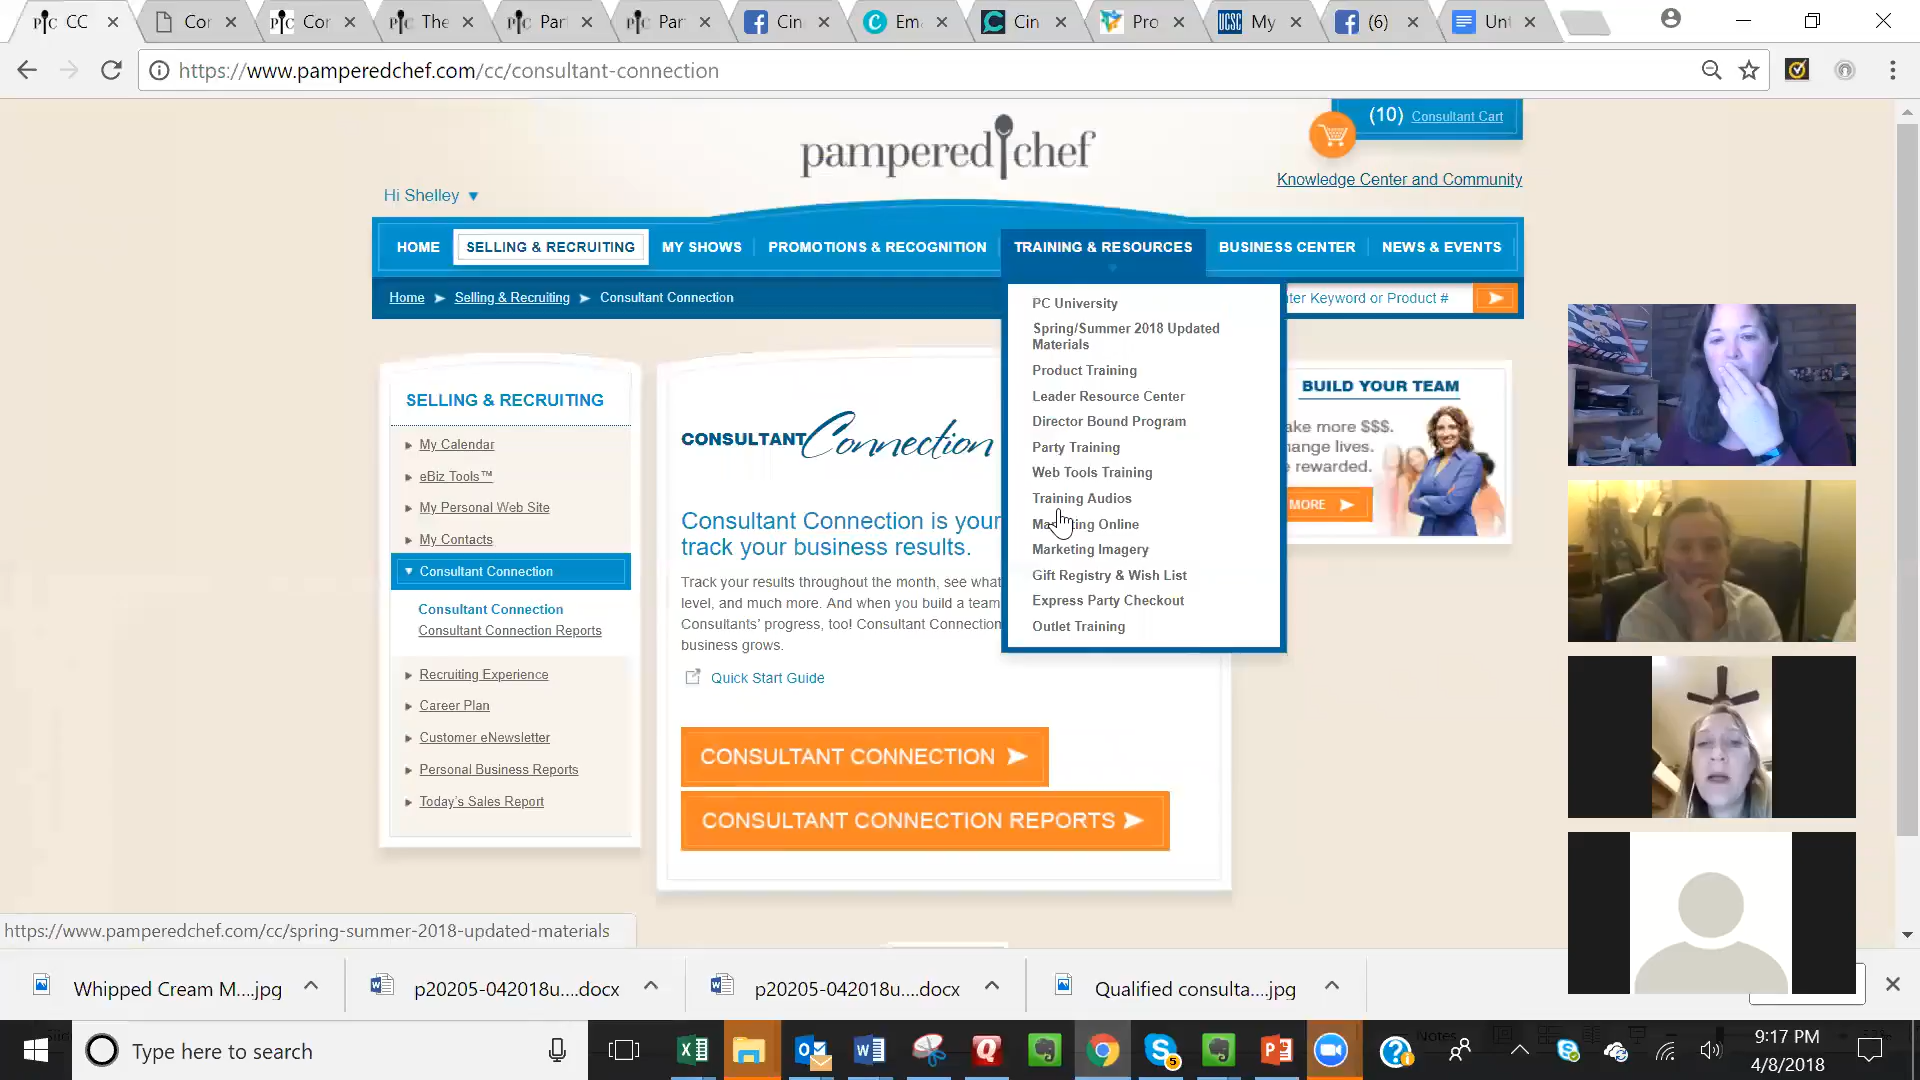 CC
Cor
Cor
The
Part
Par
Cin
Ema
Cin
Pro
My
(6)
Unt
https://www.pamperedchef.com/cc/consultant-connection
(10) Consultant Cart
pampered chef
Knowledge Center and Community
Hi Shelley
HOME
SELLING & RECRUITING
MY SHOWS
PROMOTIONS & RECOGNITION
TRAINING & RESOURCES
BUSINESS CENTER
NEWS & EVENTS
Home
Selling & Recruiting
Consultant Connection
ter Keyword or Product #
PC University
Spring/Summer 2018 Updated
Materials
Product Training
Leader Resource Center
Director Bound Program
Party Training
Web Tools Training
Training Audios
Marketing Online
Marketing Imagery
Gift Registry & Wish List
Express Party Checkout
Outlet Training
SELLING & RECRUITING
My Calendar
eBiz Tools™
My Personal Web Site
My Contacts
Consultant Connection
Consultant Connection
Consultant Connection Reports
Recruiting Experience
Career Plan
Customer eNewsletter
Personal Business Reports
Today's Sales Report
CONSULTANT Connection
Consultant Connection is your
track your business results.
Track your results throughout the month, see what
level, and much more. And when you build a team
Consultants' progress, too! Consultant Connection
business grows.
Quick Start Guide
CONSULTANT CONNECTION
CONSULTANT CONNECTION REPORTS
BUILD YOUR TEAM
ake more $$$.
hange lives.
e rewarded.
MORE
https://www.pamperedchef.com/cc/spring-summer-2018-updated-materials
Whipped Cream M....jpg
p20205-042018u....docx
p20205-042018u....docx
Qualified consulta....jpg
Type here to search
Notes
9:17 PM
4/8/2018